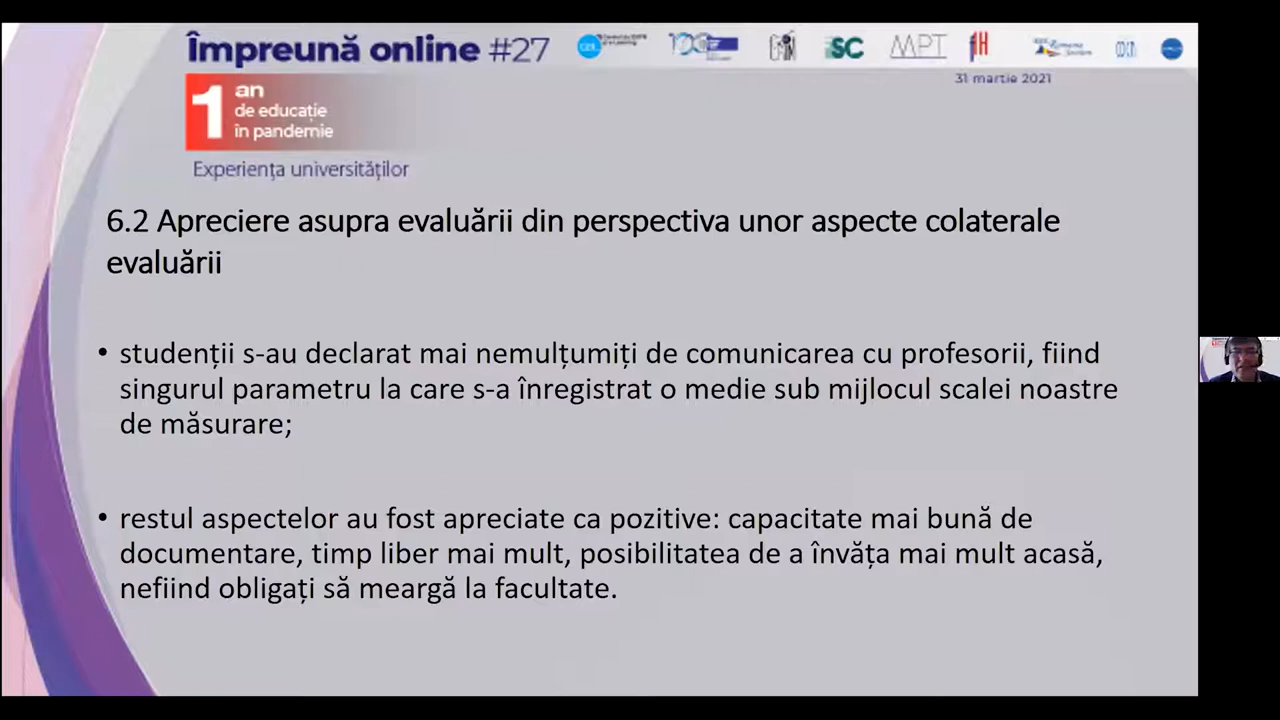 Împreună online #27
SC
MPT
31 martie 2021
1 an
de educație
în pandemie
Experiența universităților
6.2 Apreciere asupra evaluării din perspectiva unor aspecte colaterale
evaluării
• studenții s-au declarat mai nemulțumiți de comunicarea cu profesorii, fiind
singurul parametru la care s-a înregistrat o medie sub mijlocul scalei noastre
de măsurare;
• restul aspectelor au fost apreciate ca pozitive: capacitate mai bună de
documentare, timp liber mai mult, posibilitatea de a învăța mai mult acasă,
nefiind obligați să meargă la facultate.